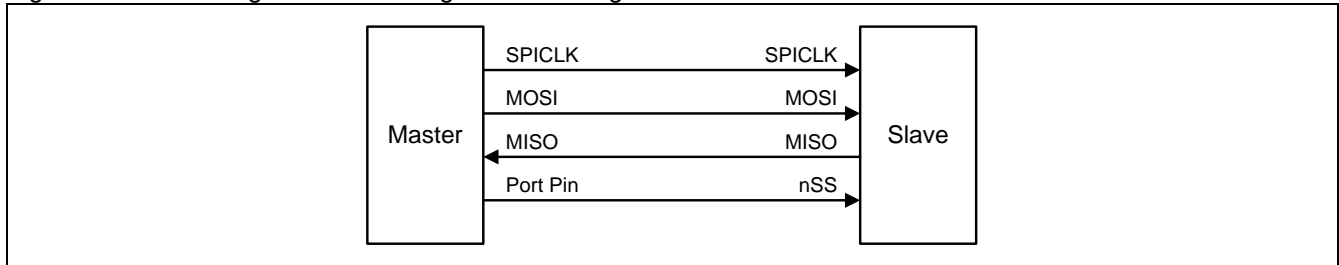 SPICLK SPICLK
MOSI MOSI
Master MISO MISO Slave
Port Pin nSS